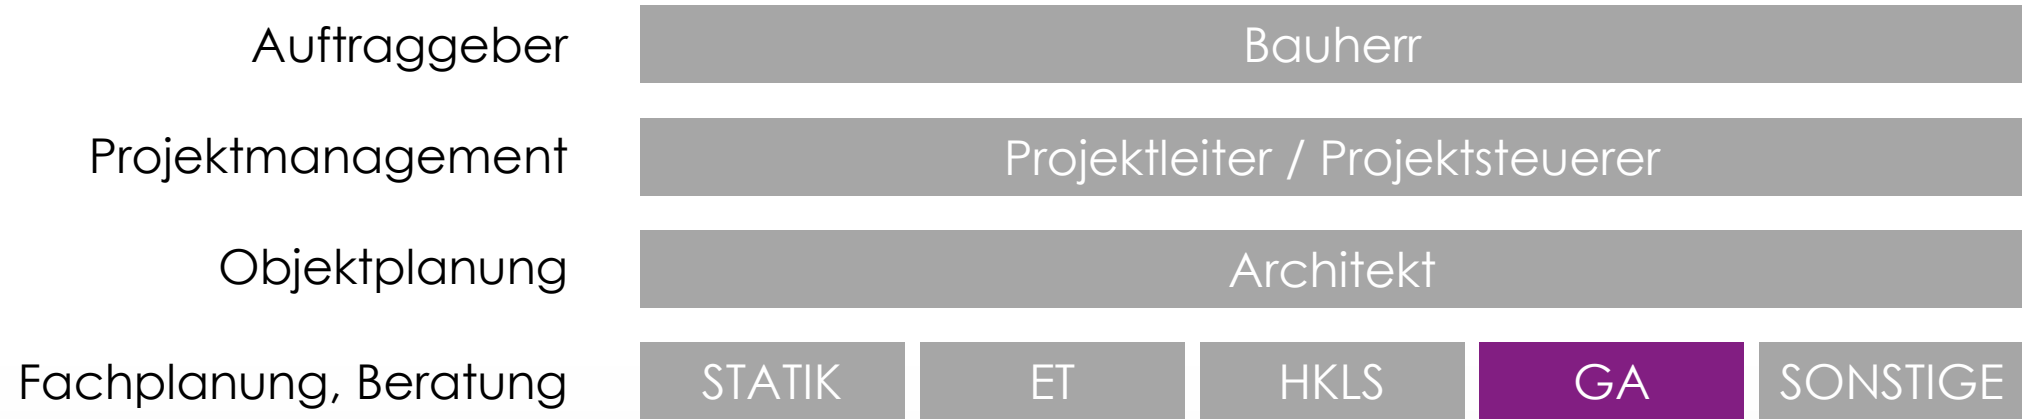 Auftraggeber Bauherr
Projektmanagement Projektleiter / Projektsteuerer
Objektplanung Architekt
Fachplanung, Beratung STATIK ET HKLS GA SONSTIGE